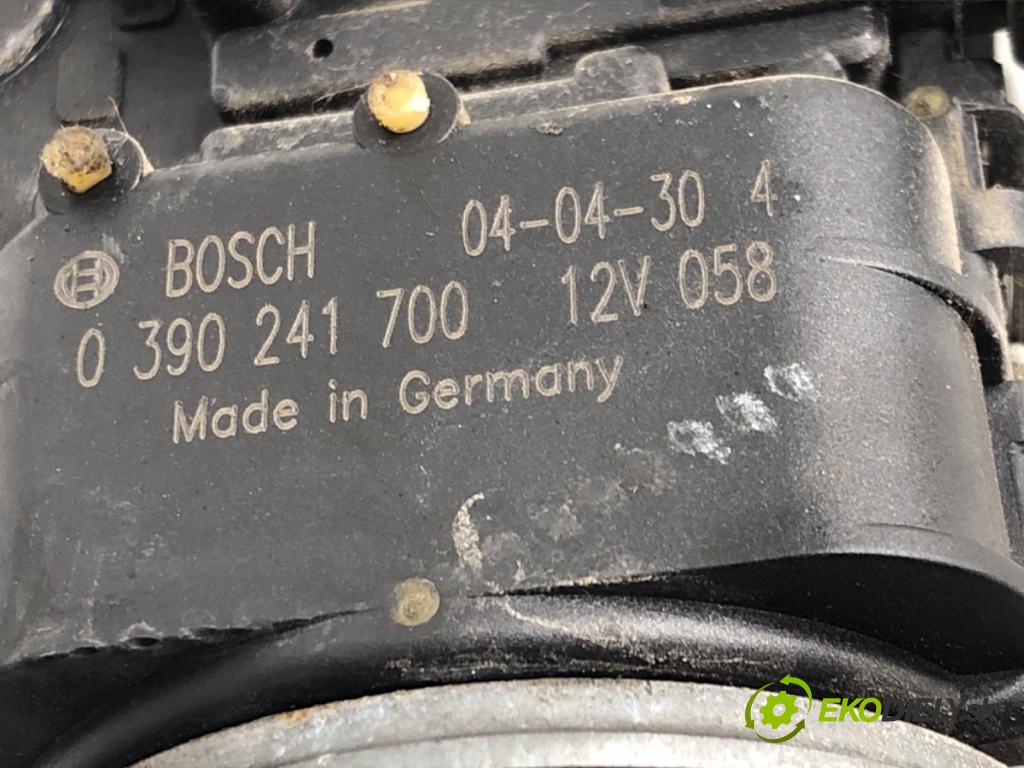 BOSCH 04-04-30 4
0 390 241 700 12V 058
Made in Germany
EKODIELY